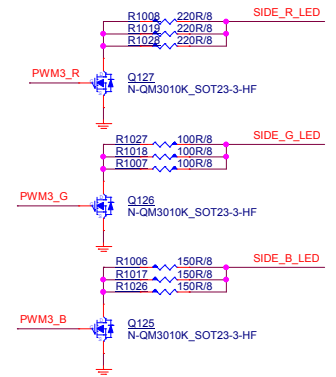 R1008 220R/8 SIDE_R_LED
R1019 220R/8
R1028 220R/8
PWM3_R
Q127
N-QM3010K_SOT23-3-HF
R1027 100R/8 SIDE_G_LED
R1018 100R/8
R1007 100R/8
PWM3_G
Q126
N-QM3010K_SOT23-3-HF
R1006 150R/8 SIDE_B_LED
R1017 150R/8
R1026 150R/8
PWM3_B
Q125
N-QM3010K_SOT23-3-HF